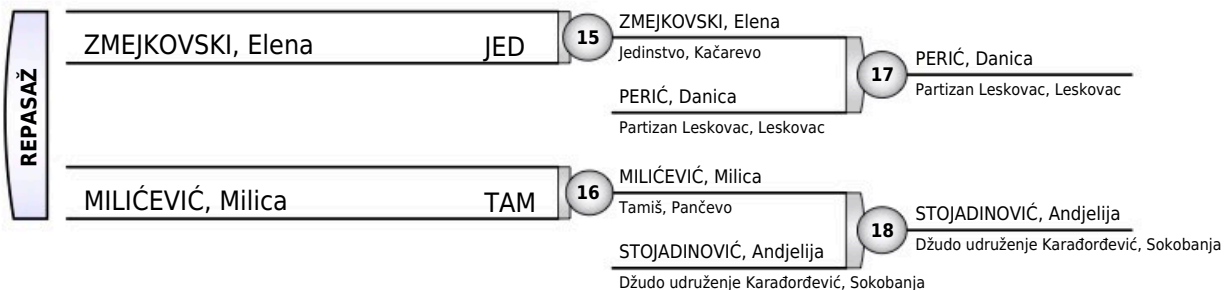 REPASAŽ
ZMEJKOVSKI, Elena JED
15
ZMEJKOVSKI, Elena
Jedinstvo, Kačarevo
PERIĆ, Danica
Partizan Leskovac, Leskovac
17
PERIĆ, Danica
Partizan Leskovac, Leskovac
MILIĆEVIĆ, Milica TAM
16
MILIĆEVIĆ, Milica
Tamiš, Pančevo
STOJADINOVIĆ, Andjelija
Džudo udruženje Karađorđević, Sokobanja
18
STOJADINOVIĆ, Andjelija
Džudo udruženje Karađorđević, Sokobanja